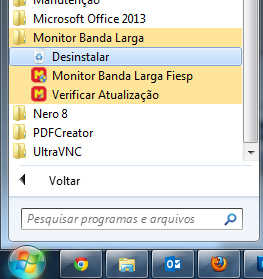 Manutenção
Microsoft Office 2013
Monitor Banda Larga
Desinstalar
Monitor Banda Larga Fiesp
Verificar Atualização
Nero 8
PDFCreator
UltraVNC
Voltar
Pesquisar programas e arquivos